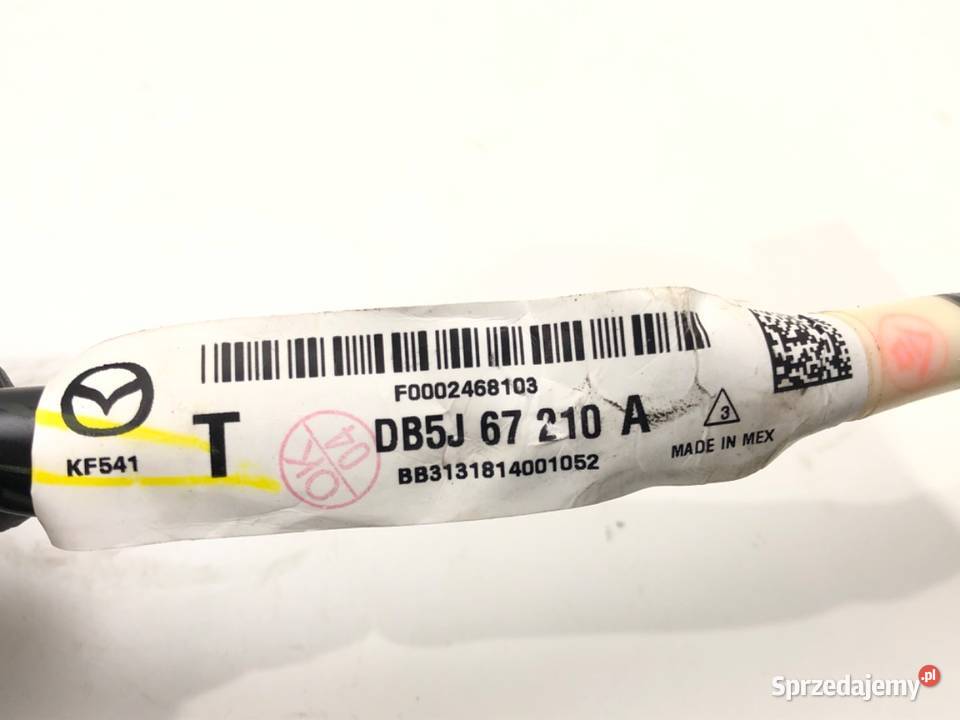 F0002468103
T DB5J 67 210 A 3
OK 04
KF541
BB3131814001052
MADE IN MEX
Sprzedajemy.pl